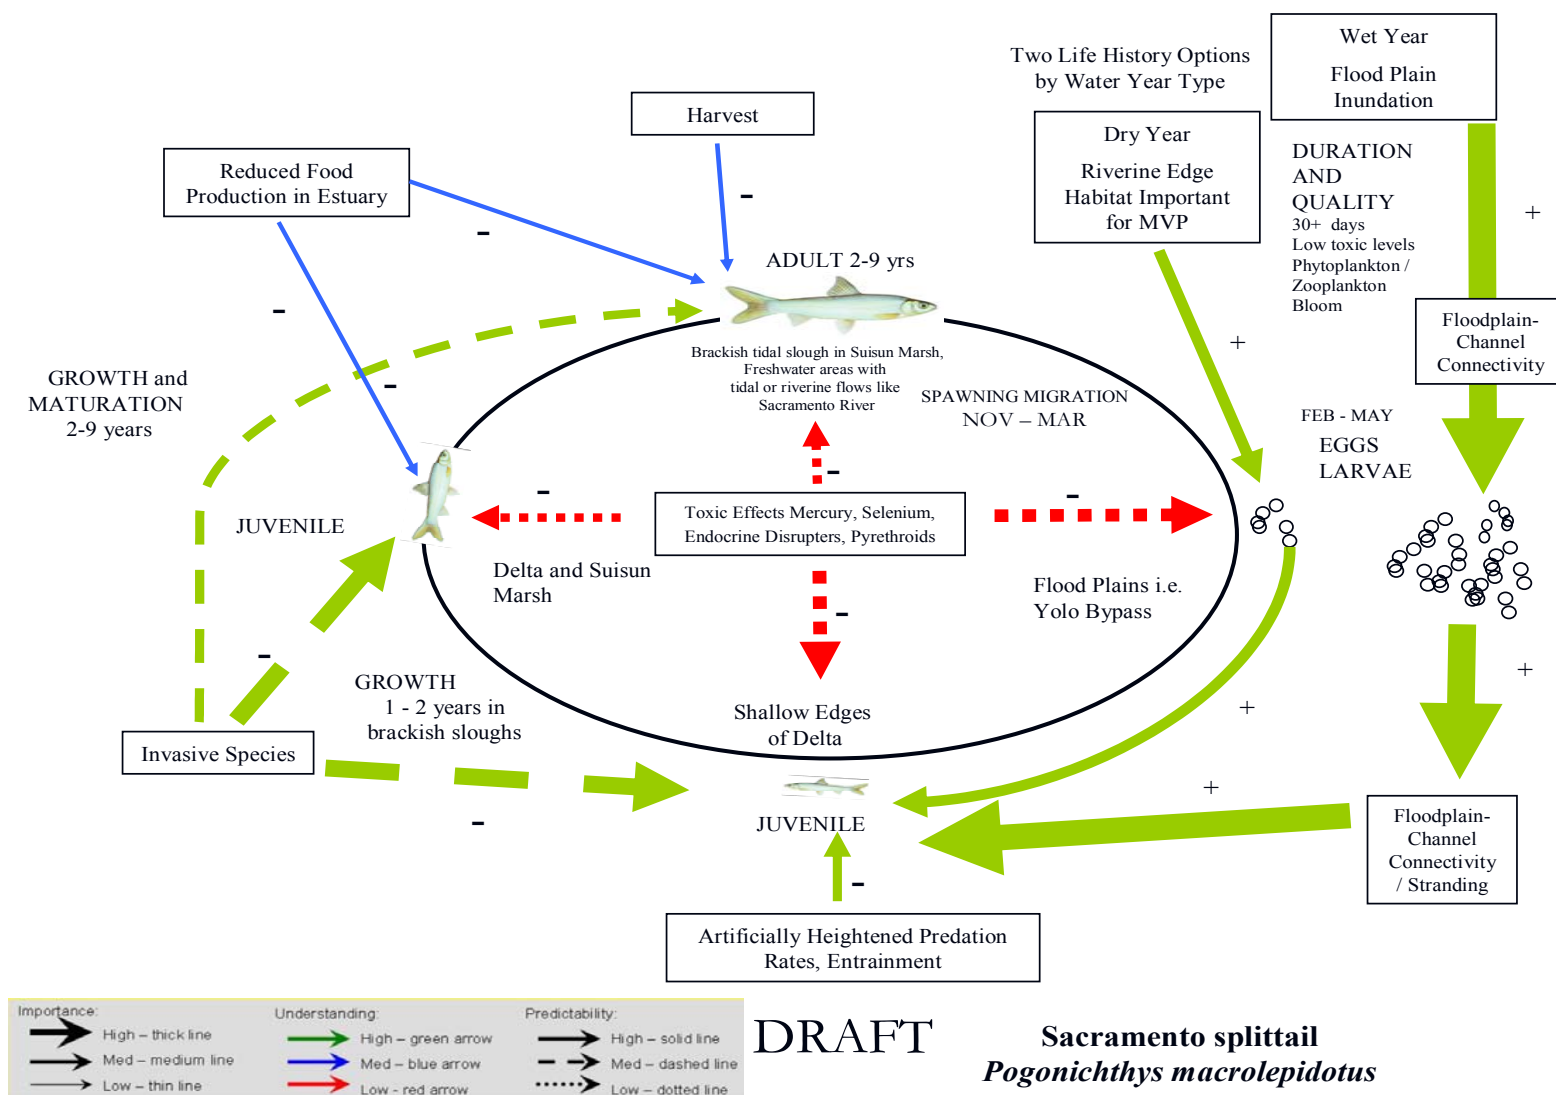 Two Life History Options
by Water Year Type
Wet Year
Flood Plain
Inundation
Harvest
Dry Year
Riverine Edge
Habitat Important
for MVP
DURATION
AND
QUALITY
30+ days
Low toxic levels
Phytoplankton /
Zooplankton
Bloom
+
Reduced Food
Production in Estuary
-
-
-
-
ADULT 2-9 yrs
+
Floodplain-
Channel
Connectivity
Brackish tidal slough in Suisun Marsh,
Freshwater areas with
tidal or riverine flows like
Sacramento River
SPAWNING MIGRATION
NOV – MAR
GROWTH and
MATURATION
2-9 years
FEB - MAY
EGGS
LARVAE
JUVENILE
-
-
-
Toxic Effects Mercury, Selenium,
Endocrine Disrupters, Pyrethroids
Delta and Suisun
Marsh
-
Flood Plains i.e.
Yolo Bypass
-
GROWTH
1 - 2 years in
brackish sloughs
Shallow Edges
of Delta
+
+
Invasive Species
-
JUVENILE
+
Floodplain-
Channel
Connectivity
/ Stranding
-
Artificially Heightened Predation
Rates, Entrainment
Importance:
High – thick line
Med – medium line
Low – thin line
Understanding:
High – green arrow
Med – blue arrow
Low - red arrow
Predictability:
High – solid line
Med – dashed line
Low – dotted line
DRAFT
Sacramento splittail
Pogonichthys macrolepidotus